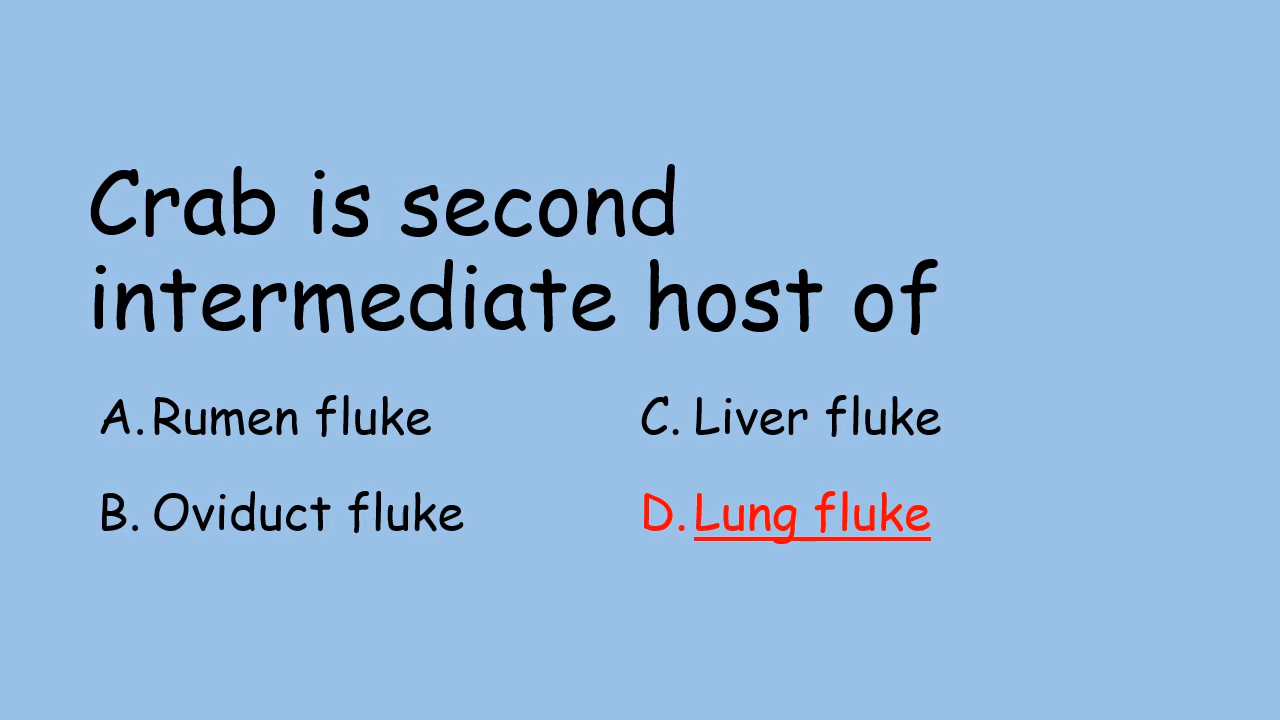 Crab is second
intermediate host of
A. Rumen fluke
B. Oviduct fluke
C. Liver fluke
D. Lung fluke